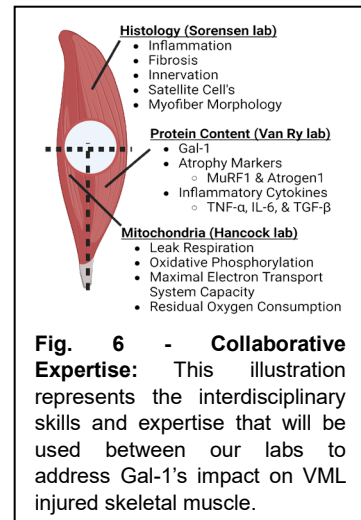 Histology (Sorensen lab)
• Inflammation
• Fibrosis
• Innervation
• Satellite Cell's
• Myofiber Morphology
Protein Content (Van Ry lab)
• Gal-1
• Atrophy Markers
○ MuRF1 & Atrogen1
• Inflammatory Cytokines
○ TNF-α, IL-6, & TGF-β
Mitochondria (Hancock lab)
• Leak Respiration
• Oxidative Phosphorylation
• Maximal Electron Transport
System Capacity
• Residual Oxygen Consumption
Fig. 6 - Collaborative
Expertise: This illustration
represents the interdisciplinary
skills and expertise that will be
used between our labs to
address Gal-1's impact on VML
injured skeletal muscle.